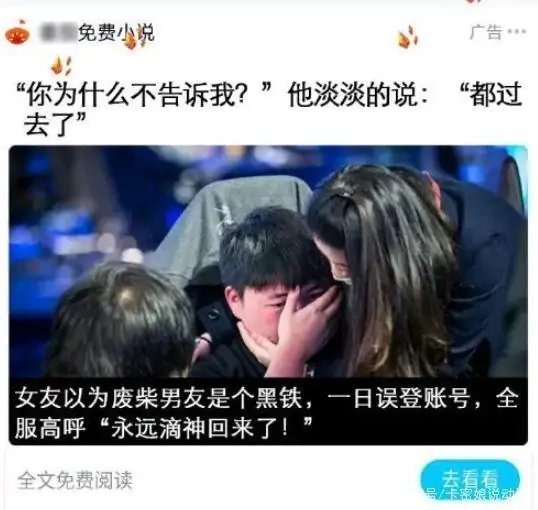 免费小说
广告
“你为什么不告诉我？”他淡淡的说：“都过
去了”
女友以为废柴男友是个黑铁，一日误登账号，全
服高呼“永远滴神回来了！”
全文免费阅读
去看看
号/卡密娘说动